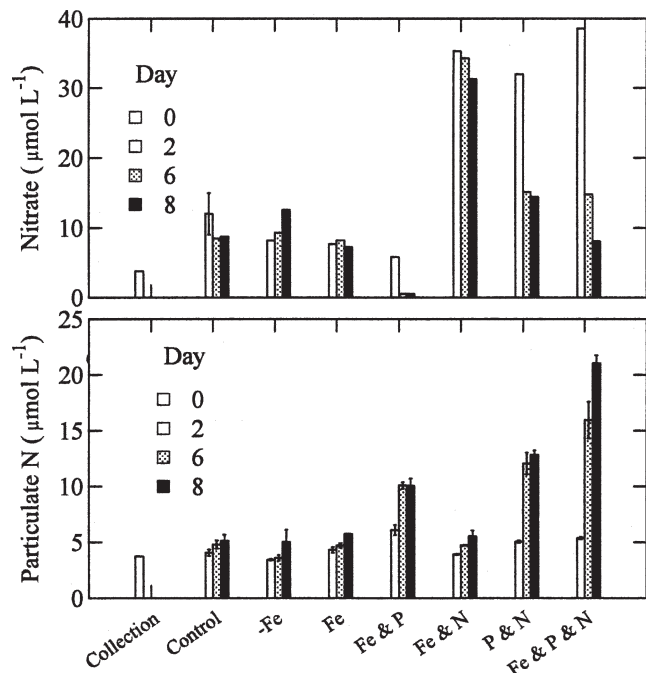 40
30
20
10
0
Nitrate ( µmol L⁻¹)
Day
0
2
6
8
25
20
15
10
5
0
Particulate N ( µmol L⁻¹)
Day
0
2
6
8
Collection
Control
-Fe
Fe
Fe & P
Fe & N
P & N
Fe & P & N